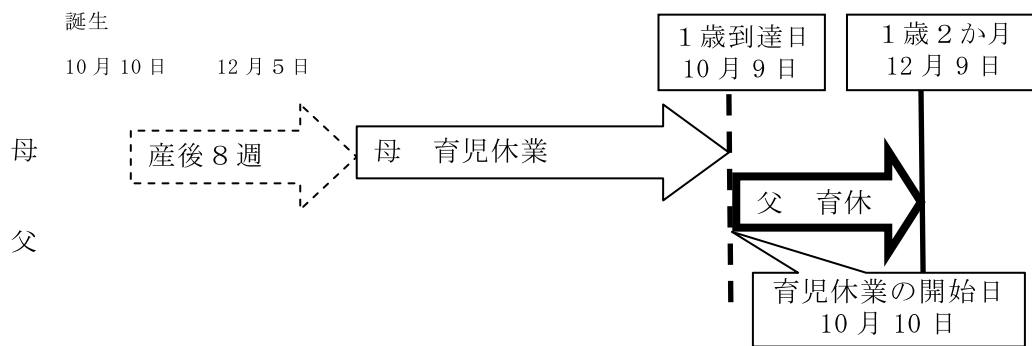 誕生
10月10日　　12月5日
１歳到達日
10月9日
１歳２か月
12月9日
母
産後８週
母　育児休業
父　育休
父
育児休業の開始日
10月10日